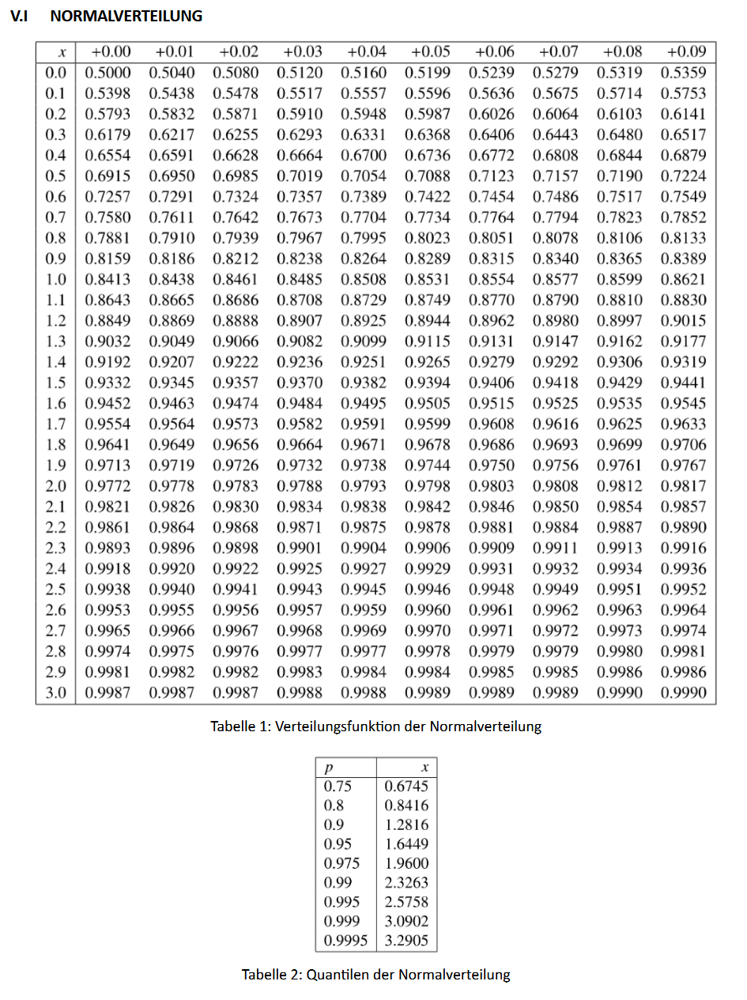 V.I NORMALVERTEILUNG
x +0.00 +0.01 +0.02 +0.03 +0.04 +0.05 +0.06 +0.07 +0.08 +0.09
0.0 0.5000 0.5040 0.5080 0.5120 0.5160 0.5199 0.5239 0.5279 0.5319 0.5359
0.1 0.5398 0.5438 0.5478 0.5517 0.5557 0.5596 0.5636 0.5675 0.5714 0.5753
0.2 0.5793 0.5832 0.5871 0.5910 0.5948 0.5987 0.6026 0.6064 0.6103 0.6141
0.3 0.6179 0.6217 0.6255 0.6293 0.6331 0.6368 0.6406 0.6443 0.6480 0.6517
0.4 0.6554 0.6591 0.6628 0.6664 0.6700 0.6736 0.6772 0.6808 0.6844 0.6879
0.5 0.6915 0.6950 0.6985 0.7019 0.7054 0.7088 0.7123 0.7157 0.7190 0.7224
0.6 0.7257 0.7291 0.7324 0.7357 0.7389 0.7422 0.7454 0.7486 0.7517 0.7549
0.7 0.7580 0.7611 0.7642 0.7673 0.7704 0.7734 0.7764 0.7794 0.7823 0.7852
0.8 0.7881 0.7910 0.7939 0.7967 0.7995 0.8023 0.8051 0.8078 0.8106 0.8133
0.9 0.8159 0.8186 0.8212 0.8238 0.8264 0.8289 0.8315 0.8340 0.8365 0.8389
1.0 0.8413 0.8438 0.8461 0.8485 0.8508 0.8531 0.8554 0.8577 0.8599 0.8621
1.1 0.8643 0.8665 0.8686 0.8708 0.8729 0.8749 0.8770 0.8790 0.8810 0.8830
1.2 0.8849 0.8869 0.8888 0.8907 0.8925 0.8944 0.8962 0.8980 0.8997 0.9015
1.3 0.9032 0.9049 0.9066 0.9082 0.9099 0.9115 0.9131 0.9147 0.9162 0.9177
1.4 0.9192 0.9207 0.9222 0.9236 0.9251 0.9265 0.9279 0.9292 0.9306 0.9319
1.5 0.9332 0.9345 0.9357 0.9370 0.9382 0.9394 0.9406 0.9418 0.9429 0.9441
1.6 0.9452 0.9463 0.9474 0.9484 0.9495 0.9505 0.9515 0.9525 0.9535 0.9545
1.7 0.9554 0.9564 0.9573 0.9582 0.9591 0.9599 0.9608 0.9616 0.9625 0.9633
1.8 0.9641 0.9649 0.9656 0.9664 0.9671 0.9678 0.9686 0.9693 0.9699 0.9706
1.9 0.9713 0.9719 0.9726 0.9732 0.9738 0.9744 0.9750 0.9756 0.9761 0.9767
2.0 0.9772 0.9778 0.9783 0.9788 0.9793 0.9798 0.9803 0.9808 0.9812 0.9817
2.1 0.9821 0.9826 0.9830 0.9834 0.9838 0.9842 0.9846 0.9850 0.9854 0.9857
2.2 0.9861 0.9864 0.9868 0.9871 0.9875 0.9878 0.9881 0.9884 0.9887 0.9890
2.3 0.9893 0.9896 0.9898 0.9901 0.9904 0.9906 0.9909 0.9911 0.9913 0.9916
2.4 0.9918 0.9920 0.9922 0.9925 0.9927 0.9929 0.9931 0.9932 0.9934 0.9936
2.5 0.9938 0.9940 0.9941 0.9943 0.9945 0.9946 0.9948 0.9949 0.9951 0.9952
2.6 0.9953 0.9955 0.9956 0.9957 0.9959 0.9960 0.9961 0.9962 0.9963 0.9964
2.7 0.9965 0.9966 0.9967 0.9968 0.9969 0.9970 0.9971 0.9972 0.9973 0.9974
2.8 0.9974 0.9975 0.9976 0.9977 0.9977 0.9978 0.9979 0.9979 0.9980 0.9981
2.9 0.9981 0.9982 0.9982 0.9983 0.9984 0.9984 0.9985 0.9985 0.9986 0.9986
3.0 0.9987 0.9987 0.9987 0.9988 0.9988 0.9989 0.9989 0.9989 0.9990 0.9990
Tabelle 1: Verteilungsfunktion der Normalverteilung
p x
0.75 0.6745
0.8 0.8416
0.9 1.2816
0.95 1.6449
0.975 1.9600
0.99 2.3263
0.995 2.5758
0.999 3.0902
0.9995 3.2905
Tabelle 2: Quantilen der Normalverteilung